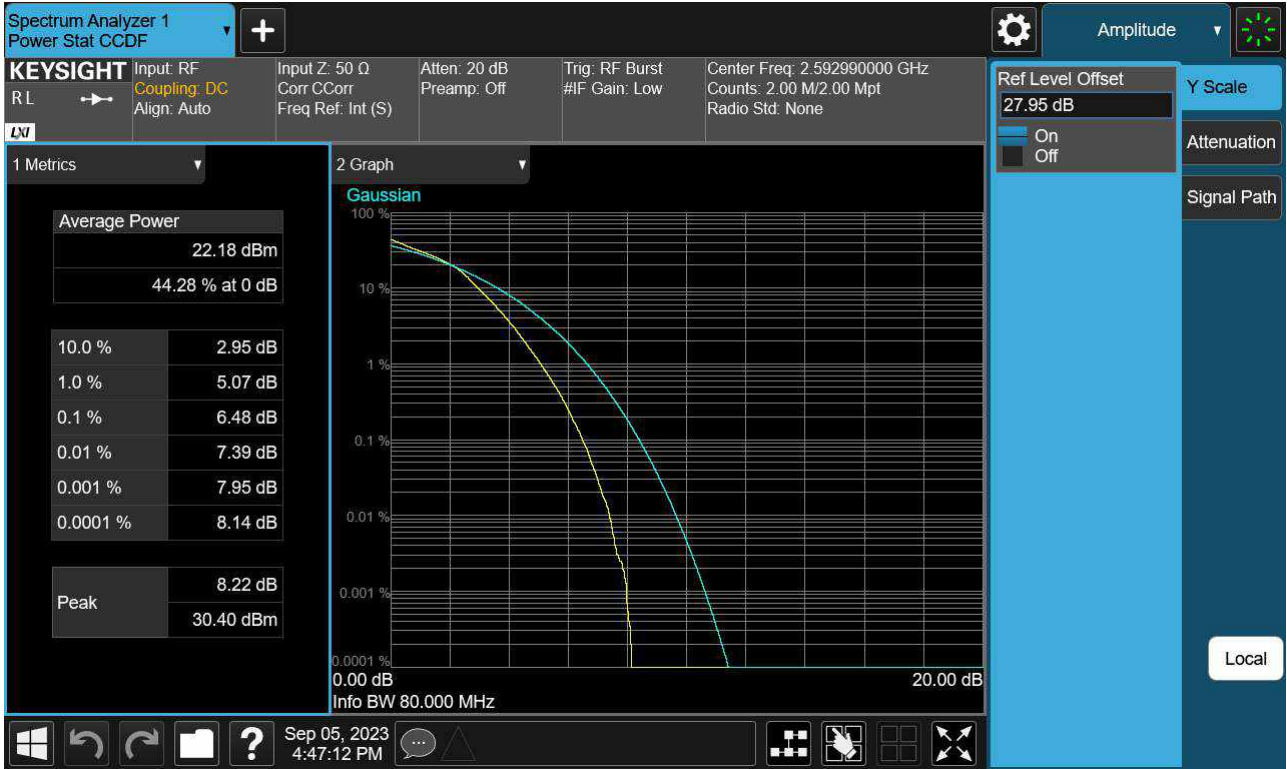 Spectrum Analyzer 1
Power Stat CCDF
Amplitude
KEYSIGHT
R L
LXI
Input: RF
Coupling: DC
Align: Auto
Input Z: 50 Ω
Corr CCorr
Freq Ref: Int (S)
Atten: 20 dB
Preamp: Off
Trig: RF Burst
#IF Gain: Low
Center Freq: 2.592990000 GHz
Counts: 2.00 M/2.00 Mpt
Radio Std: None
Ref Level Offset
27.95 dB
On
Off
Y Scale
Attenuation
Signal Path
Local
1 Metrics
Average Power
22.18 dBm
44.28 % at 0 dB
10.0 % 2.95 dB
1.0 % 5.07 dB
0.1 % 6.48 dB
0.01 % 7.39 dB
0.001 % 7.95 dB
0.0001 % 8.14 dB
Peak
8.22 dB
30.40 dBm
2 Graph
Gaussian
100 %
10 %
1 %
0.1 %
0.01 %
0.001 %
0.0001 %
0.00 dB 20.00 dB
Info BW 80.000 MHz
?
Sep 05, 2023
4:47:12 PM